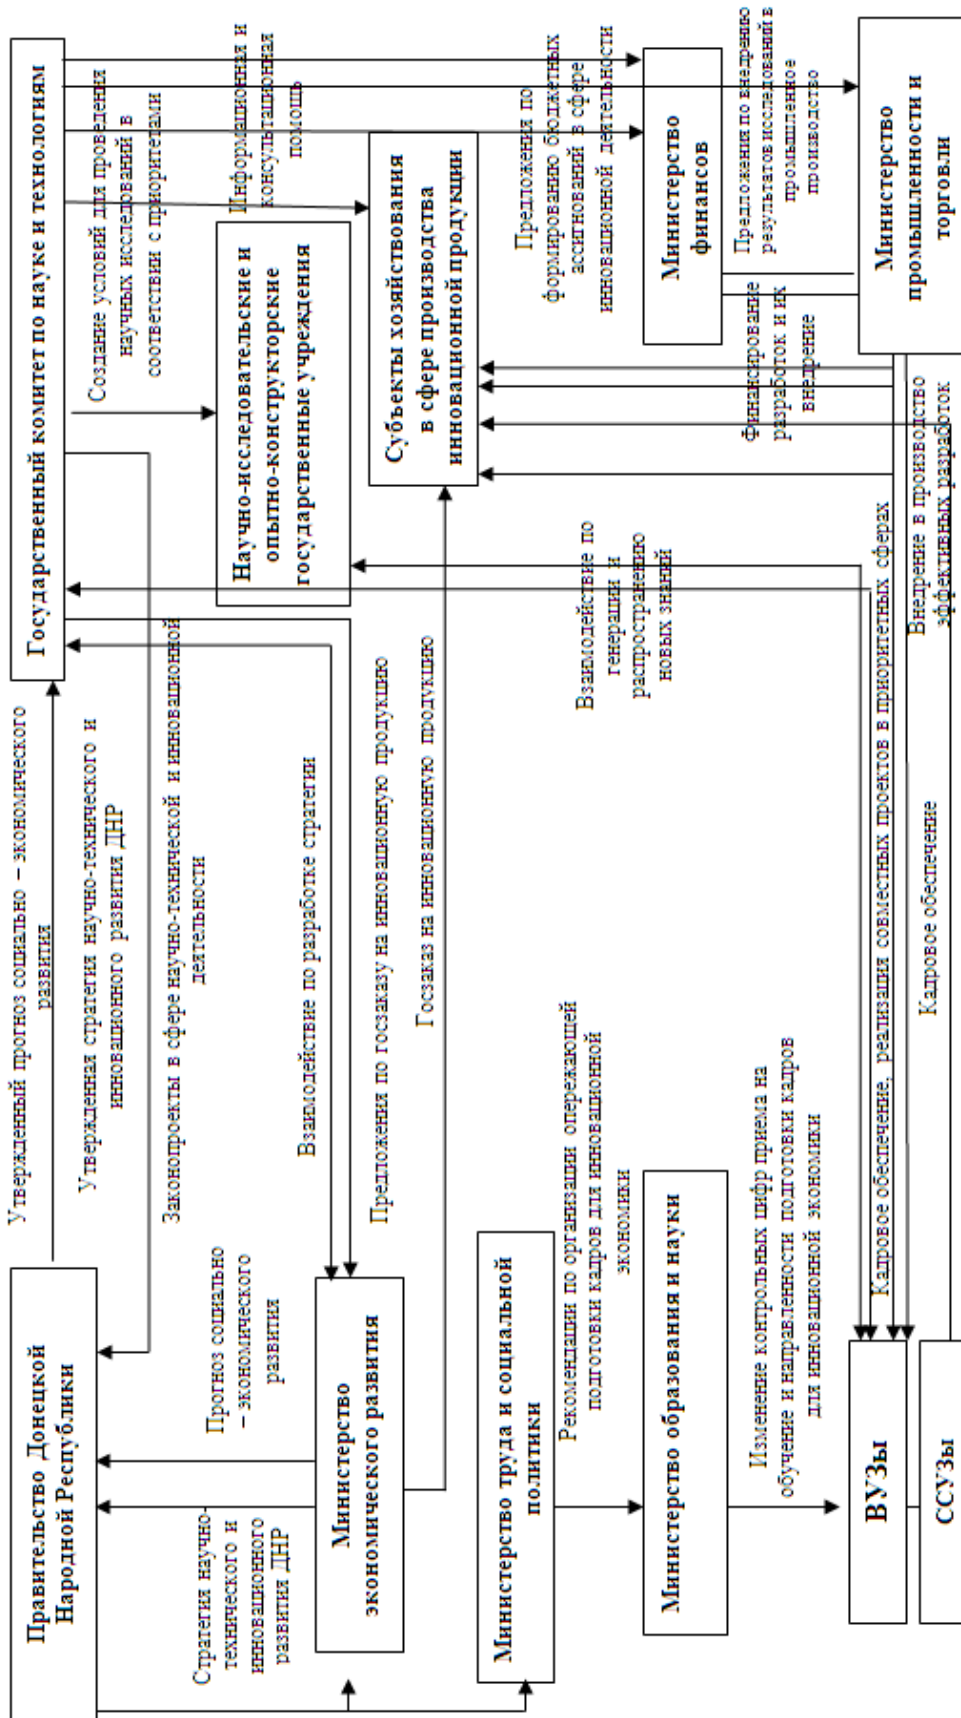 Правительство Донецкой
Народной Республики
Утвержденный прогноз социально – экономического
развития
Утвержденная стратегия научно-технического и
инновационного развития ДНР
Законопроекты в сфере научно-технической и инновационной
деятельности
Государственный комитет по науке и технологиям
Стратегия научно-
технического и
инновационного
развития ДНР
Прогноз социально
– экономического
развития
Министерство
экономического развития
Взаимодействие по разработке стратегии
Предложения по госзаказу на инновационную продукцию
Госзаказ на инновационную продукцию
Создание условий для проведения
научных исследований в
соответствии с приоритетами
Информационная и
консультационная
помощь
Научно-исследовательские и
опытно-конструкторские
государственные учреждения
Субъекты хозяйствования
в сфере производства
инновационной продукции
Министерство труда и социальной
политики
Рекомендации по организации опережающей
подготовки кадров для инновационной
экономики
Взаимодействие по
генерации и
распространению
новых знаний
Предложения по
формированию бюджетных
ассигнований в сфере
инновационной деятельности
Министерство образования и науки
Министерство
финансов
Изменение контрольных цифр приема на
обучение и направленности подготовки кадров
для инновационной экономики
Финансирование
разработок и их
внедрение
Предложения по внедрению
результатов исследований в
промышленное
производство
ВУЗы
Кадровое обеспечение, реализация совместных проектов в приоритетных сферах
Внедрение в производство
эффективных разработок
Министерство
промышленности и
торговли
ССУЗы
Кадровое обеспечение